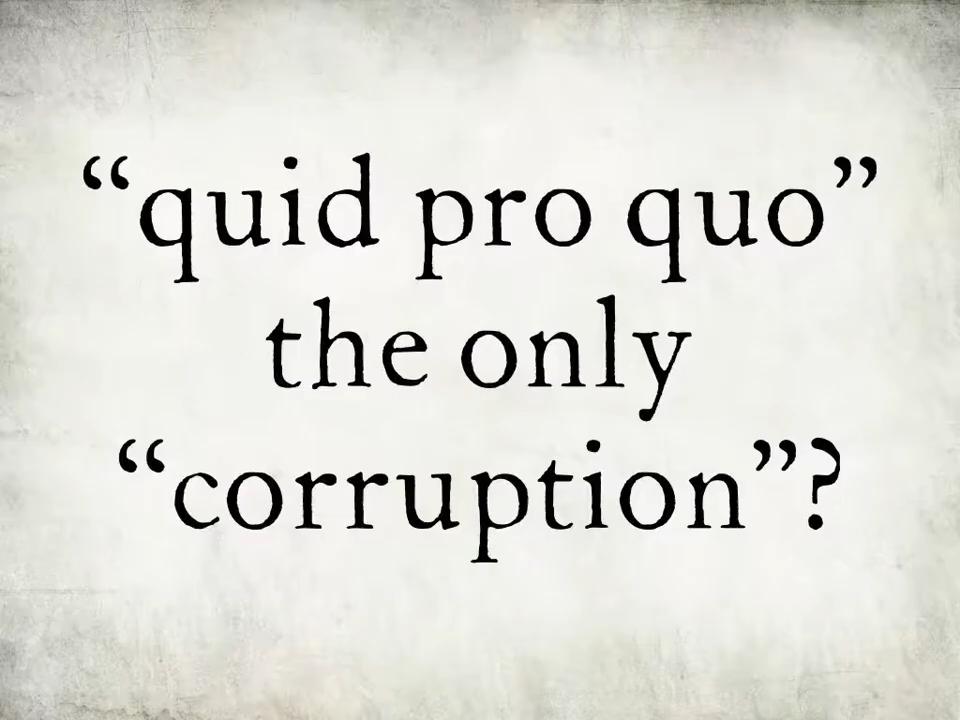 “quid pro quo”
the only
“corruption”?